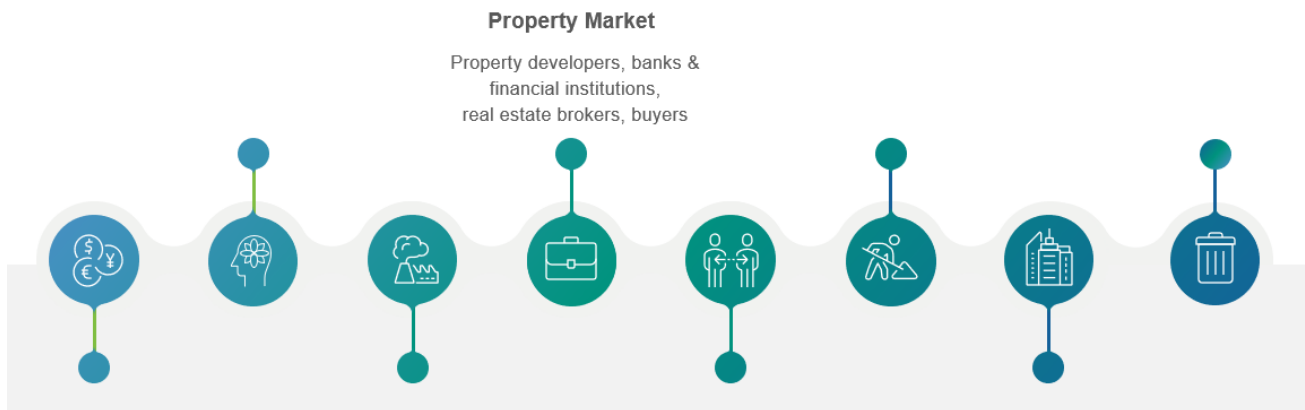 Property Market
Property developers, banks &
financial institutions,
real estate brokers, buyers
$
¥
€